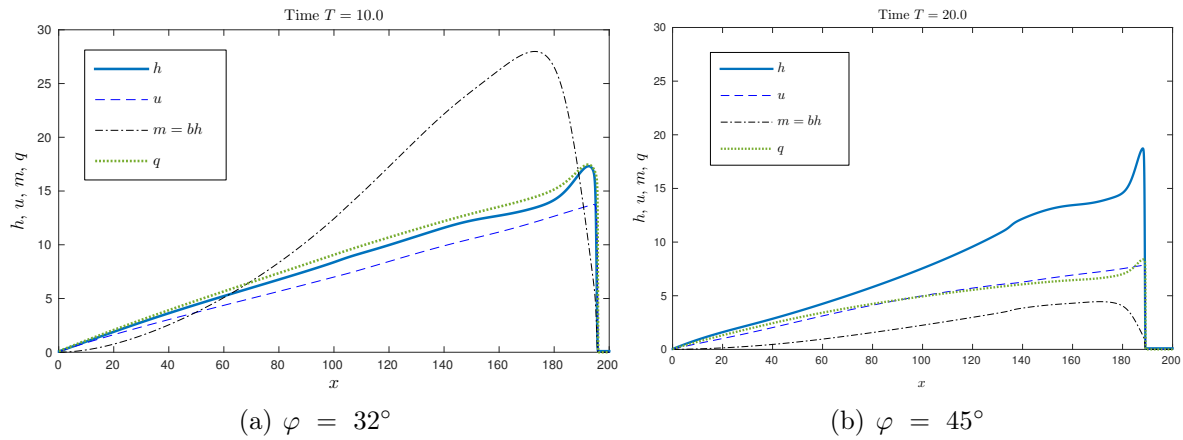 Time T = 10.0
30
25
20
15
10
5
0
h, u, m, q
h
u
m = bh
q
0 20 40 60 80 100 120 140 160 180 200
x
(a) φ = 32°
Time T = 20.0
30
25
20
15
10
5
0
h, u, m, q
h
u
m = bh
q
0 20 40 60 80 100 120 140 160 180 200
x
(b) φ = 45°